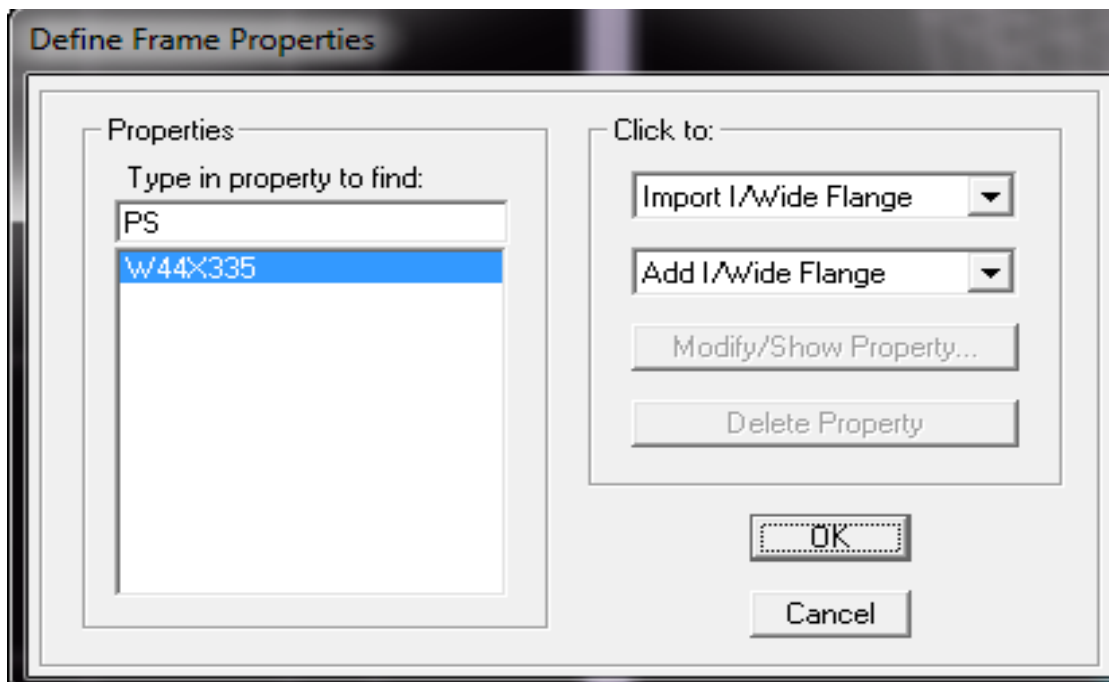 Define Frame Properties
Properties
Type in property to find:
PS
W44X335
Click to:
Import I/Wide Flange
Add I/Wide Flange
Modify/Show Property...
Delete Property
OK
Cancel